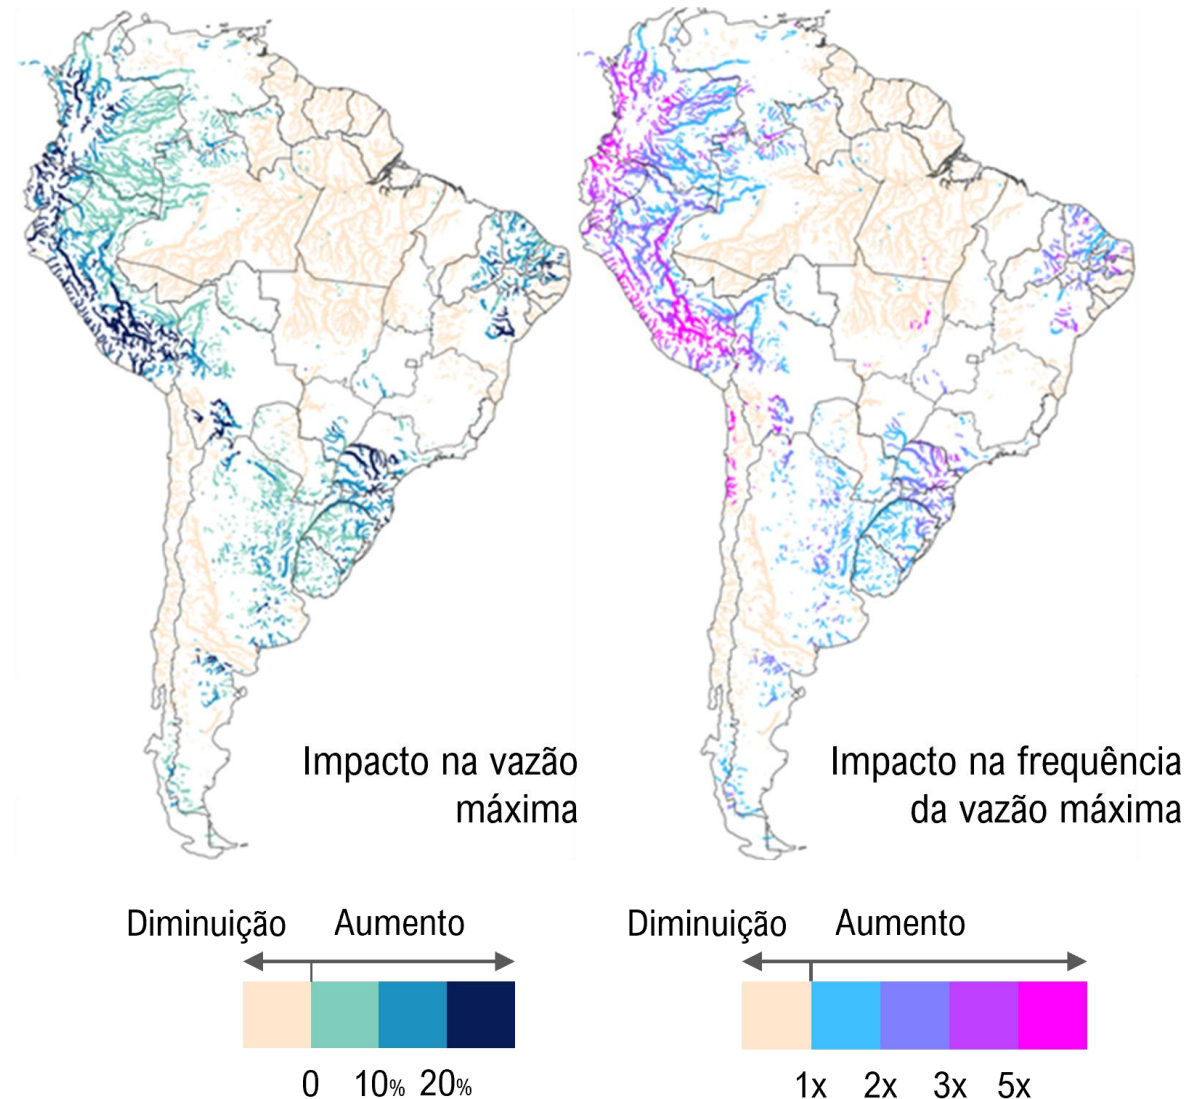 Impacto na vazão
máxima
Impacto na frequência
da vazão máxima
Diminuição Aumento
0 10% 20%
Diminuição Aumento
1x 2x 3x 5x